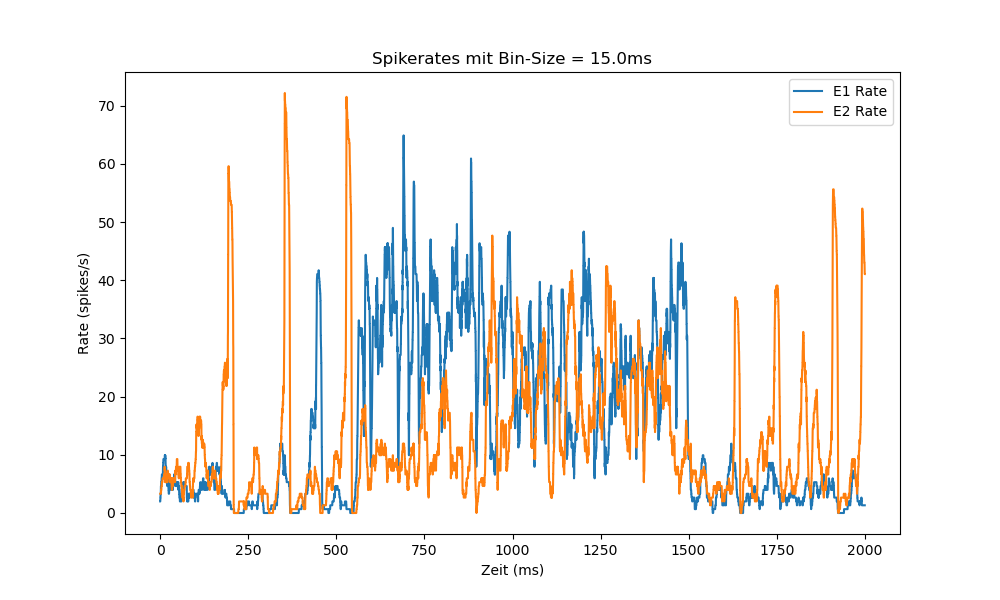 Spikerates mit Bin-Size = 15.0ms
E1 Rate
E2 Rate
Rate (spikes/s)
70
60
50
40
30
20
10
0
0 250 500 750 1000 1250 1500 1750 2000
Zeit (ms)